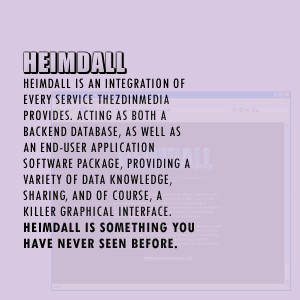 HEIMDALL
HEIMDALL IS AN INTEGRATION OF
EVERY SERVICE THEZDINMEDIA
PROVIDES. ACTING AS BOTH A
BACKEND DATABASE, AS WELL AS
AN END-USER APPLICATION
SOFTWARE PACKAGE, PROVIDING A
VARIETY OF DATA KNOWLEDGE,
SHARING, AND OF COURSE, A
KILLER GRAPHICAL INTERFACE.
HEIMDALL IS SOMETHING YOU
HAVE NEVER SEEN BEFORE.